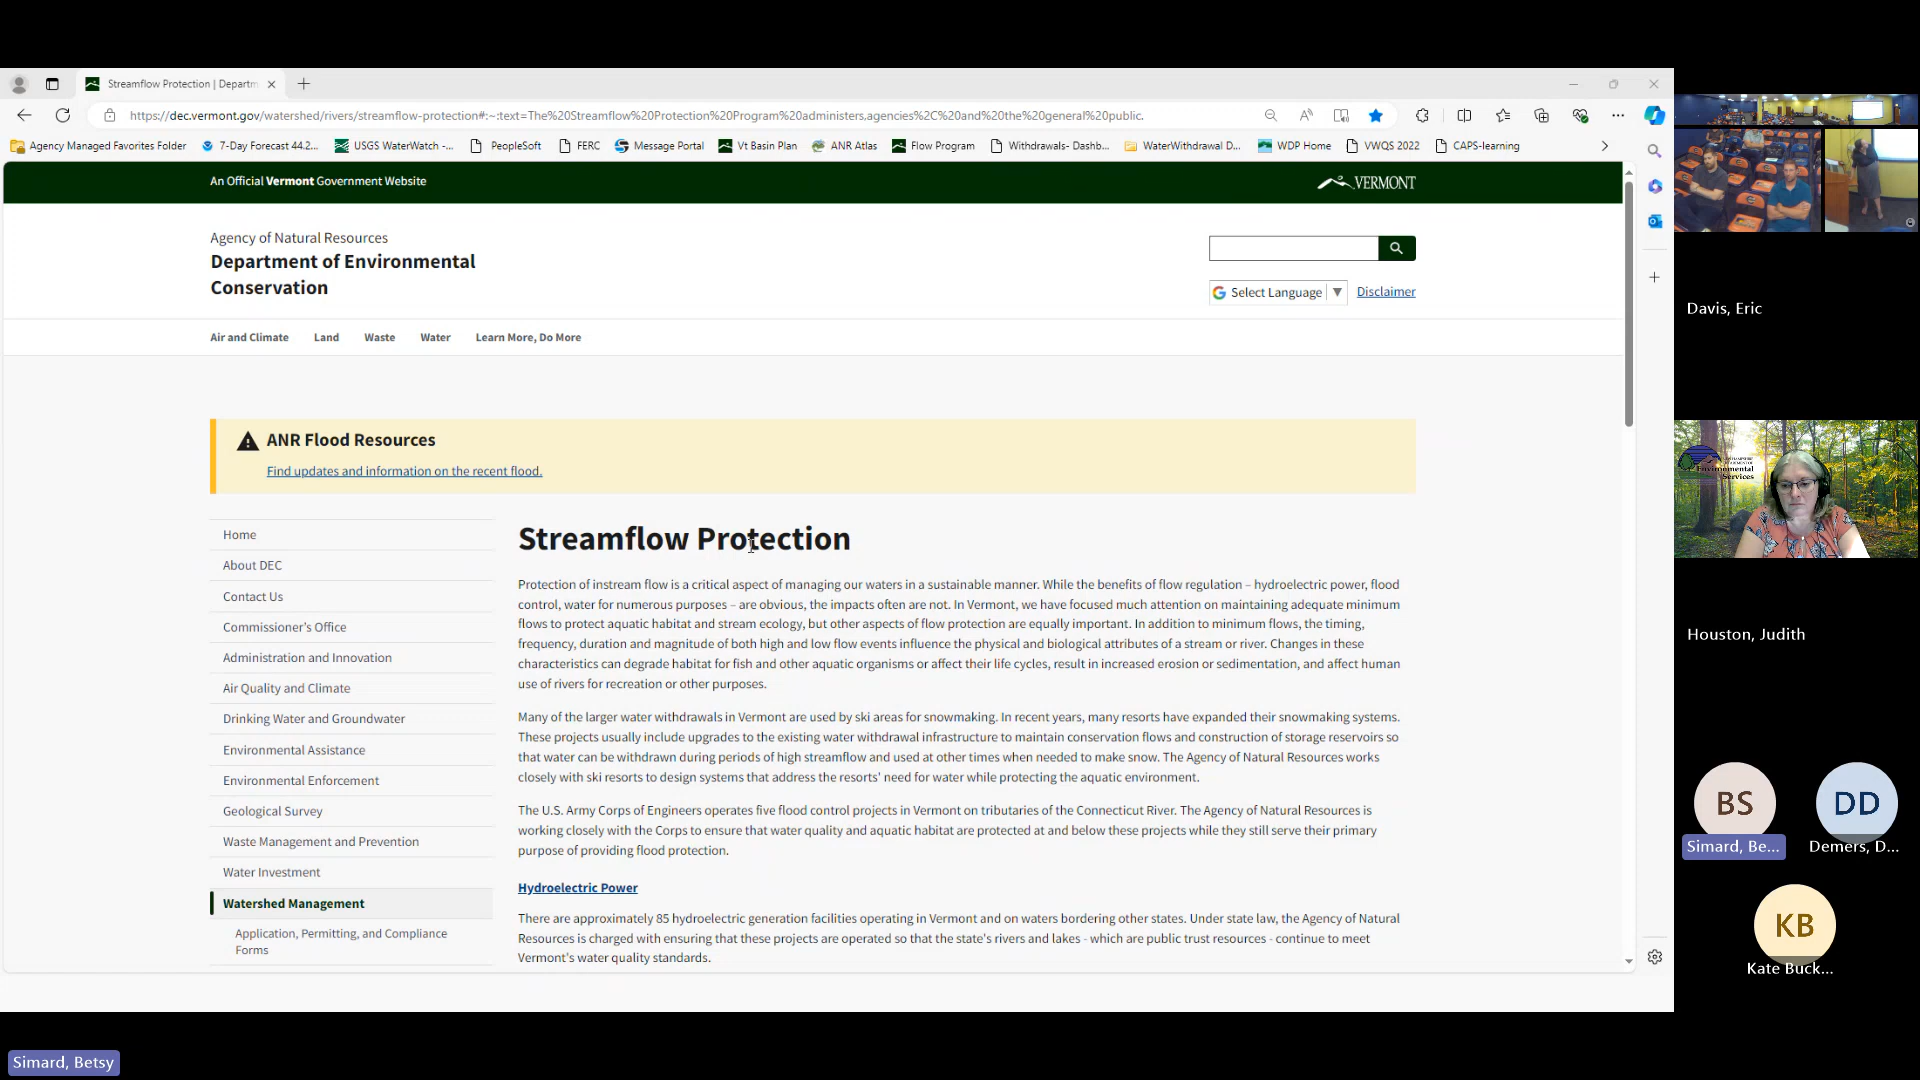 Streamflow Protection | Departm
https://dec.vermont.gov/watershed/rivers/streamflow-protection#:~:text=The%20Streamflow%20Protection%20Program%20administers,agencies%2C%20and%20the%20general%20public.
Agency Managed Favorites Folder
7-Day Forecast 44.2...
USGS WaterWatch -...
PeopleSoft
FERC
Message Portal
Vt Basin Plan
ANR Atlas
Flow Program
Withdrawals- Dashb...
WaterWithdrawal D...
WDP Home
VWQS 2022
CAPS-learning
An Official Vermont Government Website
VERMONT
Agency of Natural Resources
Department of Environmental
Conservation
Select Language
Disclaimer
Air and Climate
Land
Waste
Water
Learn More, Do More
ANR Flood Resources
Find updates and information on the recent flood.
Home
About DEC
Contact Us
Commissioner's Office
Administration and Innovation
Air Quality and Climate
Drinking Water and Groundwater
Environmental Assistance
Environmental Enforcement
Geological Survey
Waste Management and Prevention
Water Investment
Watershed Management
Application, Permitting, and Compliance
Forms
Streamflow Protection
Protection of instream flow is a critical aspect of managing our waters in a sustainable manner. While the benefits of flow regulation – hydroelectric power, flood
control, water for numerous purposes – are obvious, the impacts often are not. In Vermont, we have focused much attention on maintaining adequate minimum
flows to protect aquatic habitat and stream ecology, but other aspects of flow protection are equally important. In addition to minimum flows, the timing,
frequency, duration and magnitude of both high and low flow events influence the physical and biological attributes of a stream or river. Changes in these
characteristics can degrade habitat for fish and other aquatic organisms or affect their life cycles, result in increased erosion or sedimentation, and affect human
use of rivers for recreation or other purposes.
Many of the larger water withdrawals in Vermont are used by ski areas for snowmaking. In recent years, many resorts have expanded their snowmaking systems.
These projects usually include upgrades to the existing water withdrawal infrastructure to maintain conservation flows and construction of storage reservoirs so
that water can be withdrawn during periods of high streamflow and used at other times when needed to make snow. The Agency of Natural Resources works
closely with ski resorts to design systems that address the resorts' need for water while protecting the aquatic environment.
The U.S. Army Corps of Engineers operates five flood control projects in Vermont on tributaries of the Connecticut River. The Agency of Natural Resources is
working closely with the Corps to ensure that water quality and aquatic habitat are protected at and below these projects while they still serve their primary
purpose of providing flood protection.
Hydroelectric Power
There are approximately 85 hydroelectric generation facilities operating in Vermont and on waters bordering other states. Under state law, the Agency of Natural
Resources is charged with ensuring that these projects are operated so that the state's rivers and lakes - which are public trust resources - continue to meet
Vermont's water quality standards.
Davis, Eric
Environmental
Services
Houston, Judith
BS
Simard, Be...
DD
Demers, D...
KB
Kate Buck...
Simard, Betsy